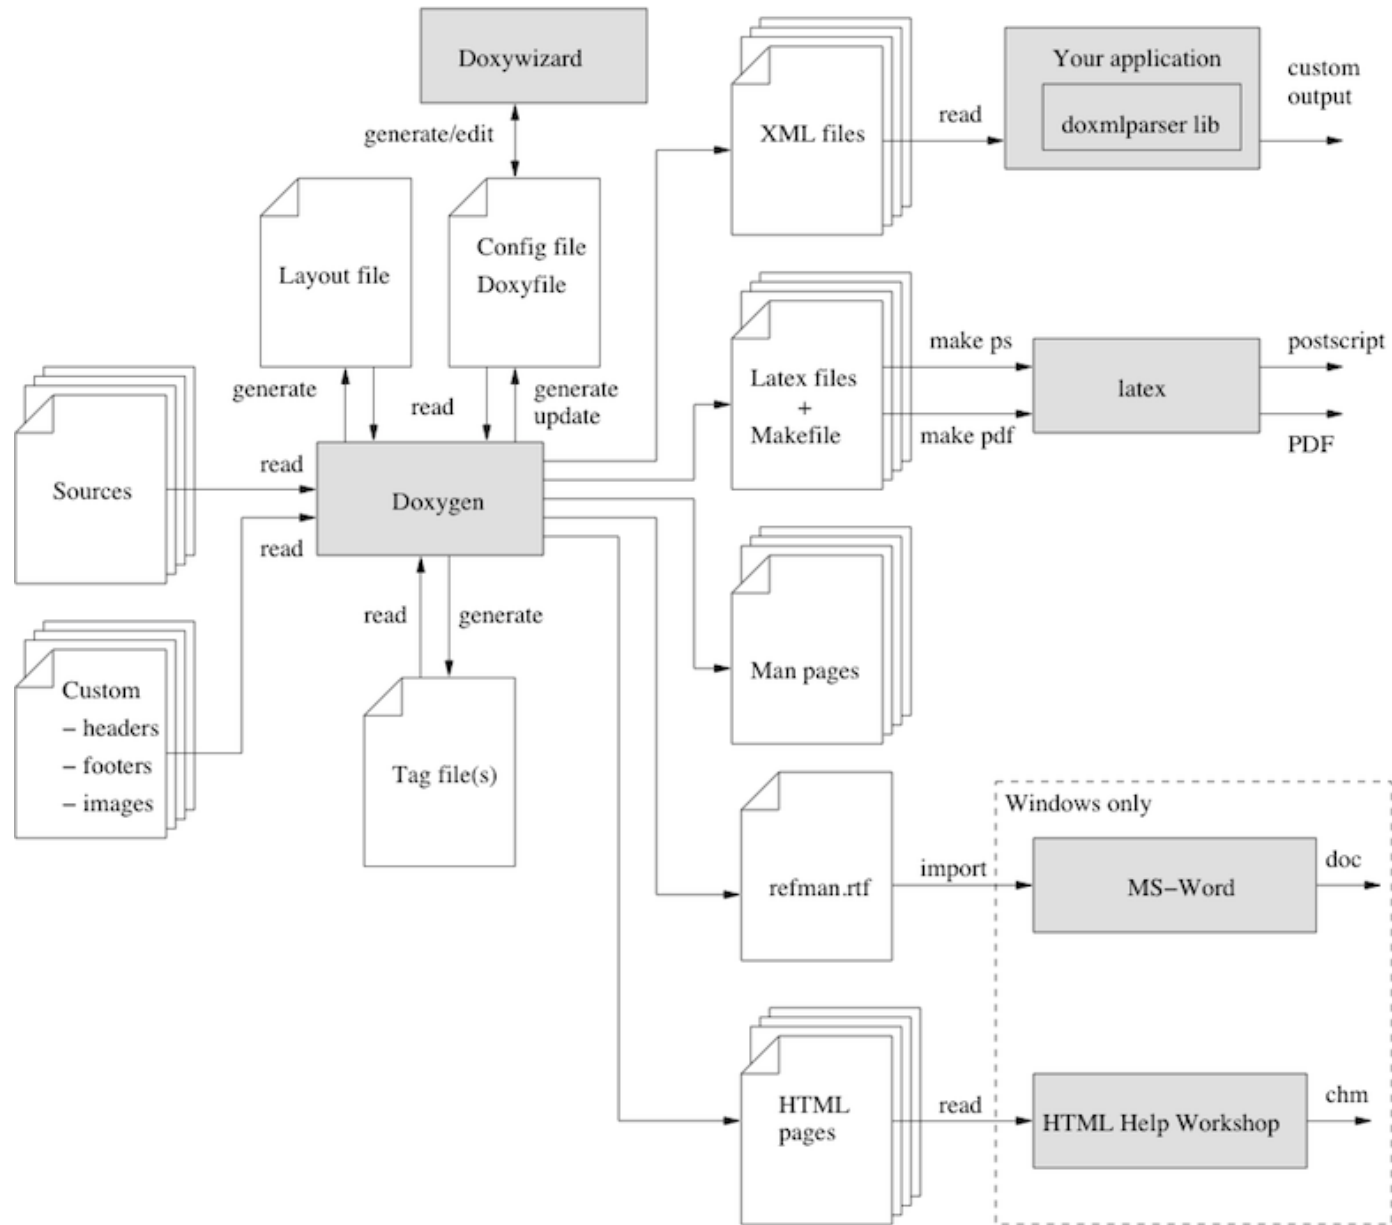 Doxywizard
generate/edit
Layout file
Config file
Doxyfile
generate
read
generate
update
Sources
read
Doxygen
read
Custom
– headers
– footers
– images
read
generate
Tag file(s)
XML files
read
Your application
doxmlparser lib
custom
output
Latex files
+
Makefile
make ps
make pdf
latex
postscript
PDF
Man pages
refman.rtf
import
Windows only
MS–Word
doc
HTML
pages
read
HTML Help Workshop
chm